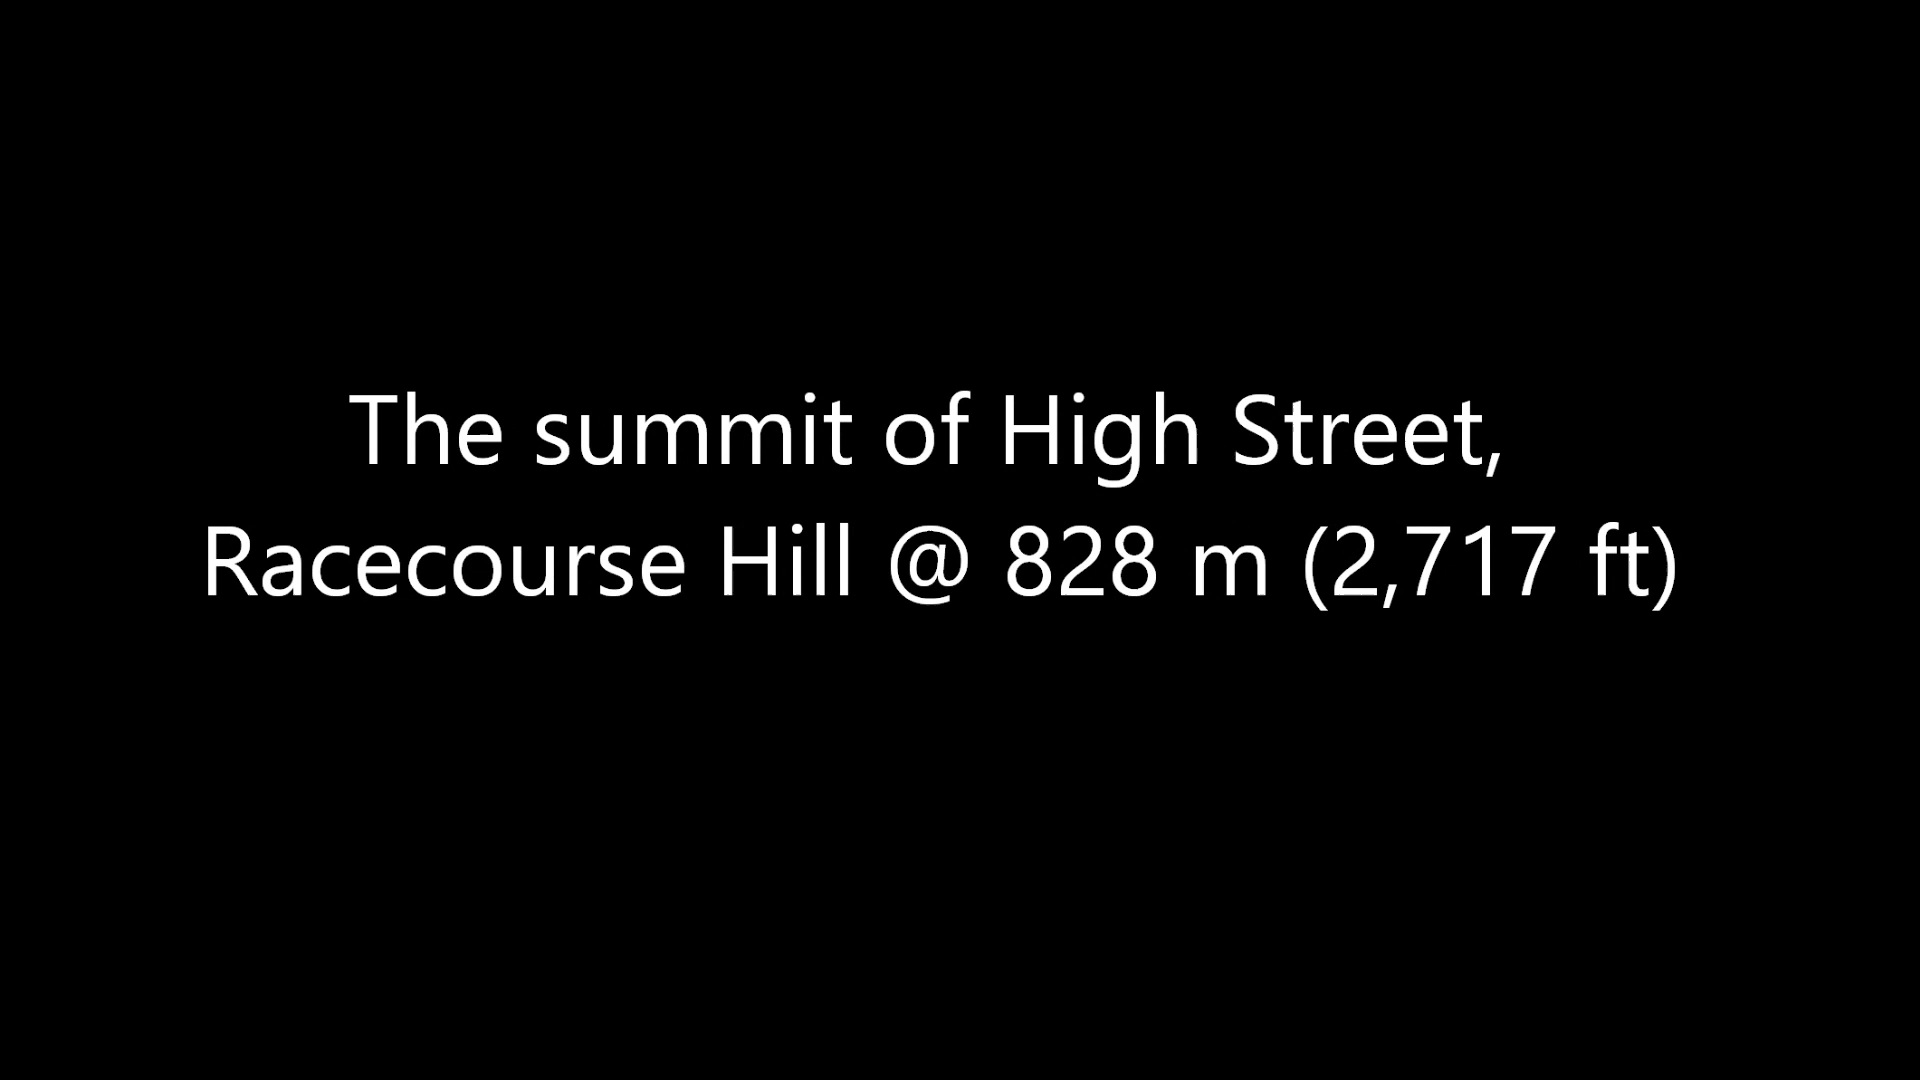 The summit of High Street,
Racecourse Hill @ 828 m (2,717 ft)